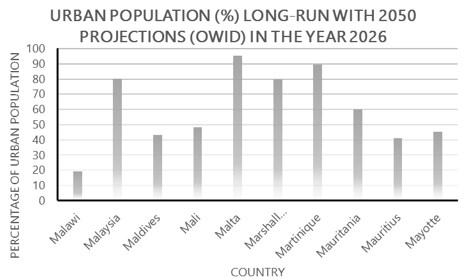 URBAN POPULATION (%) LONG-RUN WITH 2050
PROJECTIONS (OWID) IN THE YEAR 2026
PERCENTAGE OF URBAN POPULATION
100
90
80
70
60
50
40
30
20
10
0
Malawi
Malaysia
Maldives
Mali
Malta
Marshall...
Martinique
Mauritania
Mauritius
Mayotte
COUNTRY